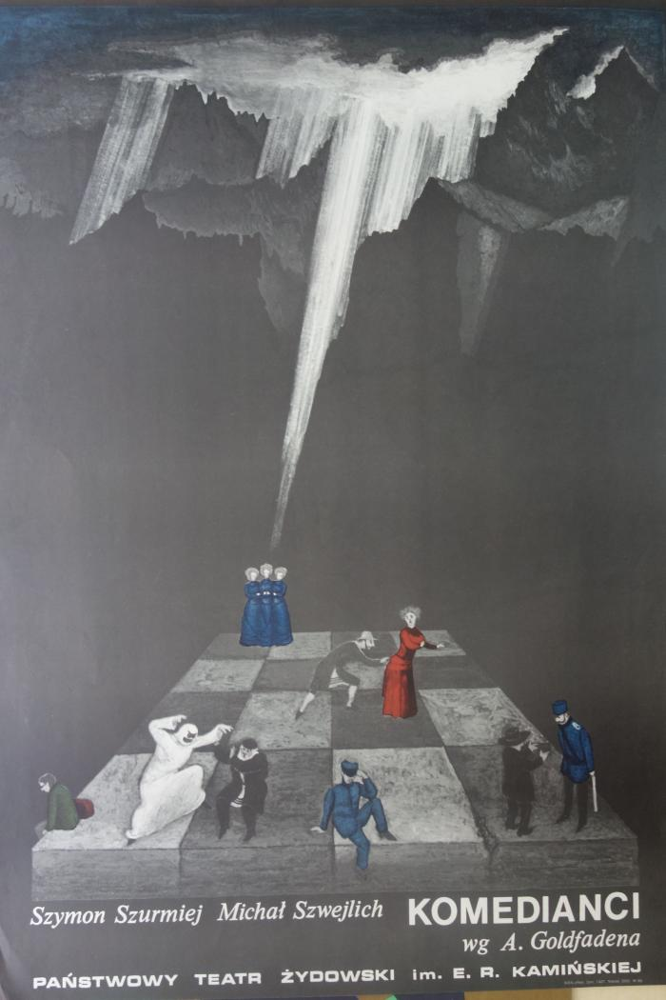 Szymon Szurmiej Michał Szwejlich KOMEDIANCI
wg A. Goldfadena
PAŃSTWOWY TEATR ŻYDOWSKI im. E. R. KAMIŃSKIEJ